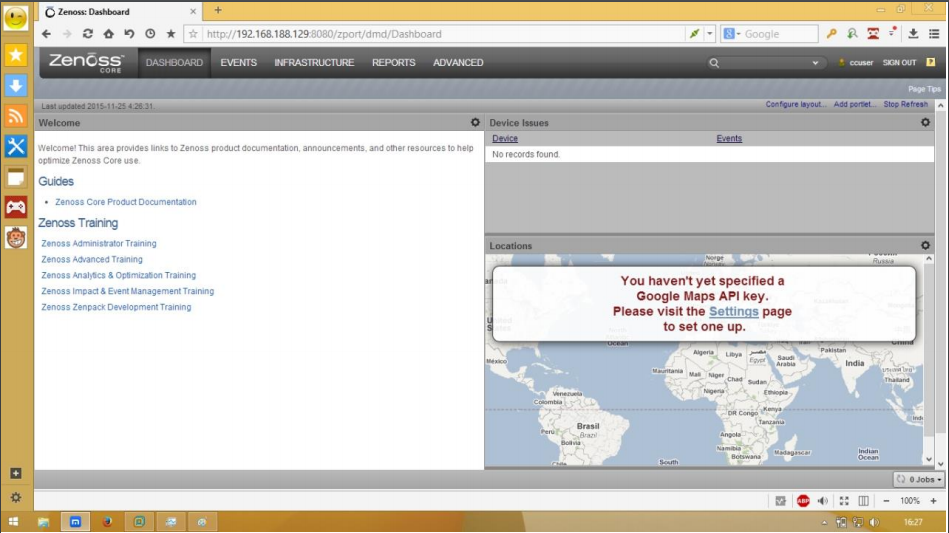 Zenoss: Dashboard
http://192.168.188.129:8080/zport/dmd/Dashboard
Google
Zenoss
CORE
DASHBOARD EVENTS INFRASTRUCTURE REPORTS ADVANCED
ccuser SIGN OUT ?
Page Tips
Last updated 2015-11-25 4:26:31.
Configure layout... Add portlet... Stop Refresh
Welcome
Welcome! This area provides links to Zenoss product documentation, announcements, and other resources to help
optimize Zenoss Core use.
Guides
• Zenoss Core Product Documentation
Zenoss Training
Zenoss Administrator Training
Zenoss Advanced Training
Zenoss Analytics & Optimization Training
Zenoss Impact & Event Management Training
Zenoss Zenpack Development Training
Device Issues
Device Events
No records found.
Locations
Norge
Russia
You haven't yet specified a
Google Maps API key.
Please visit the Settings page
to set one up.
Ocean
China
México
Algeria
Libya
Egypt
Saudi
Arabia
Pakistan
India
Thailand
Mauritania
Mali
Niger
Chad
Sudan
Nigeria
Ethiopia
Venezuela
Colombia
DR Congo
Kenya
Tanzania
Brasil
Brazil
Perú
Bolivia
Angola
Namibia
Botswana
Madagascar
Indian
Ocean
Chile
South
0 Jobs
ABP
100%
16:27